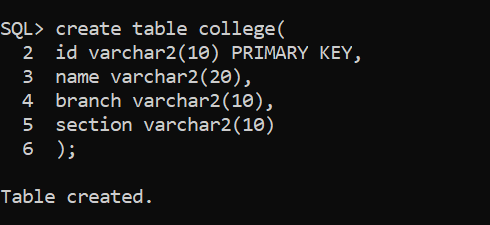 SQL> create table college(
2 id varchar2(10) PRIMARY KEY,
3 name varchar2(20),
4 branch varchar2(10),
5 section varchar2(10)
6 );
Table created.